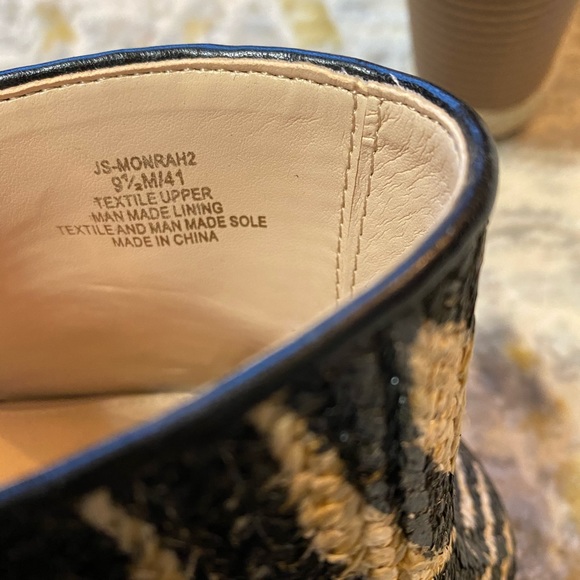 JS-MONRAH2
9½M/41
TEXTILE UPPER
MAN MADE LINING
TEXTILE AND MAN MADE SOLE
MADE IN CHINA